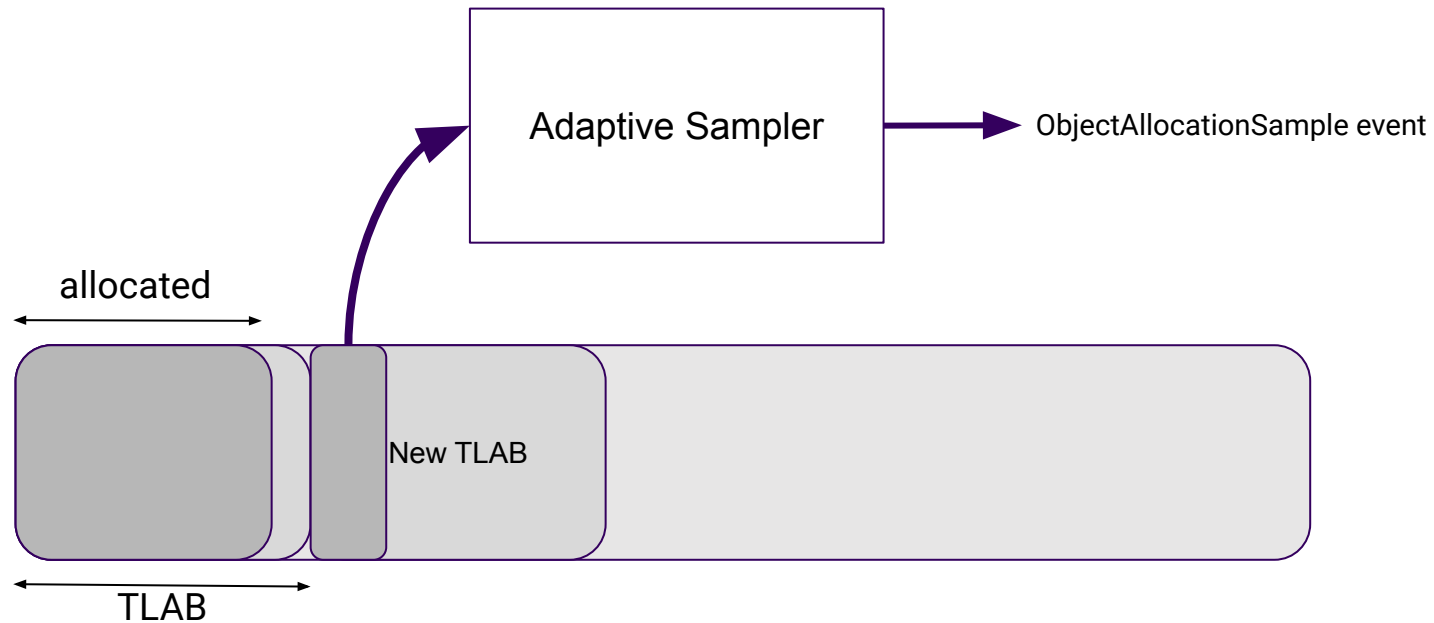 Adaptive Sampler
ObjectAllocationSample event
allocated
New TLAB
TLAB